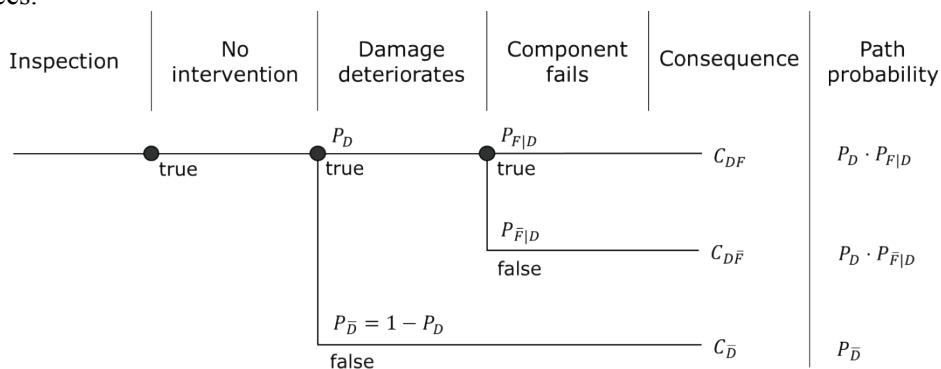 ces.
Inspection
No
intervention
Damage
deteriorates
Component
fails
Consequence
Path
probability
P_D
P_{F|D}
true
true
true
C_{DF}
P_D · P_{F|D}
P_{F̄|D}
false
C_{DF̄}
P_D · P_{F̄|D}
P_{D̄} = 1 − P_D
false
C_{D̄}
P_{D̄}